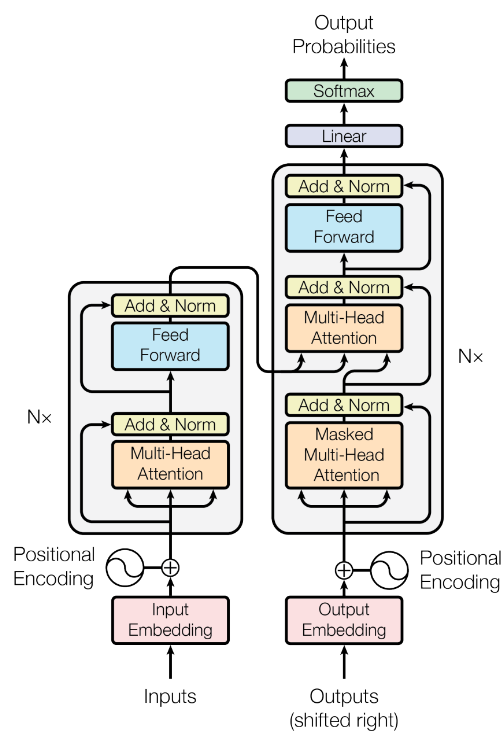 Output
Probabilities
Softmax
Linear
Add & Norm
Feed
Forward
Add & Norm
Multi-Head
Attention
Add & Norm
Masked
Multi-Head
Attention
Nx
Add & Norm
Feed
Forward
Add & Norm
Multi-Head
Attention
N×
Positional
Encoding
Positional
Encoding
Input
Embedding
Output
Embedding
Inputs
Outputs
(shifted right)